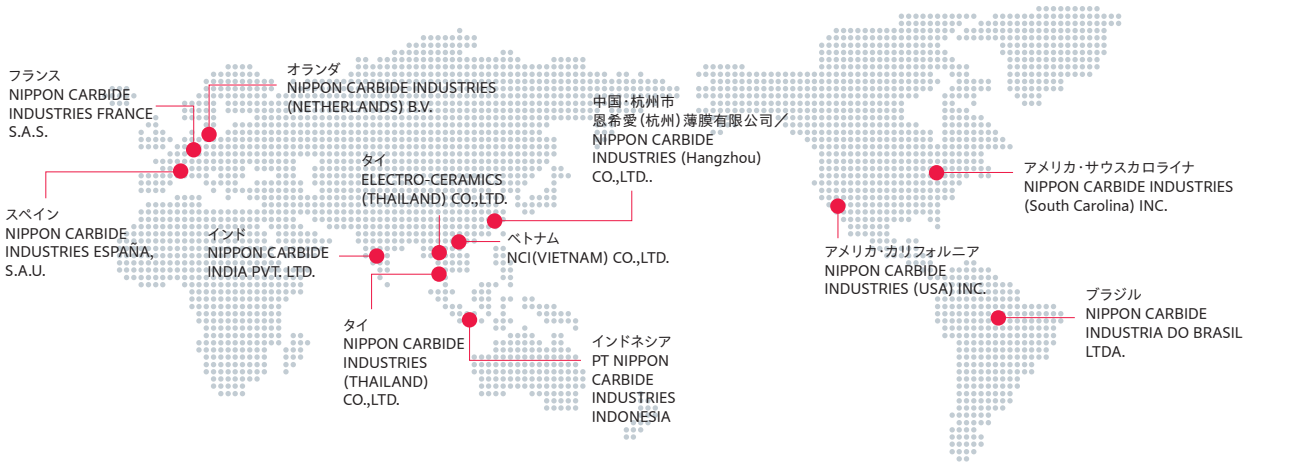 フランス
NIPPON CARBIDE
INDUSTRIES FRANCE
S.A.S.
オランダ
NIPPON CARBIDE INDUSTRIES
(NETHERLANDS) B.V.
中国・杭州市
恩希愛(杭州)薄膜有限公司／
NIPPON CARBIDE
INDUSTRIES (Hangzhou)
CO.,LTD..
タイ
ELECTRO-CERAMICS
(THAILAND) CO.,LTD.
アメリカ・サウスカロライナ
NIPPON CARBIDE INDUSTRIES
(South Carolina) INC.
スペイン
NIPPON CARBIDE
INDUSTRIES ESPAÑA,
S.A.U.
インド
NIPPON CARBIDE
INDIA PVT. LTD.
ベトナム
NCI(VIETNAM) CO.,LTD.
アメリカ・カリフォルニア
NIPPON CARBIDE
INDUSTRIES (USA) INC.
ブラジル
NIPPON CARBIDE
INDUSTRIA DO BRASIL
LTDA.
タイ
NIPPON CARBIDE
INDUSTRIES
(THAILAND)
CO.,LTD.
インドネシア
PT NIPPON
CARBIDE
INDUSTRIES
INDONESIA